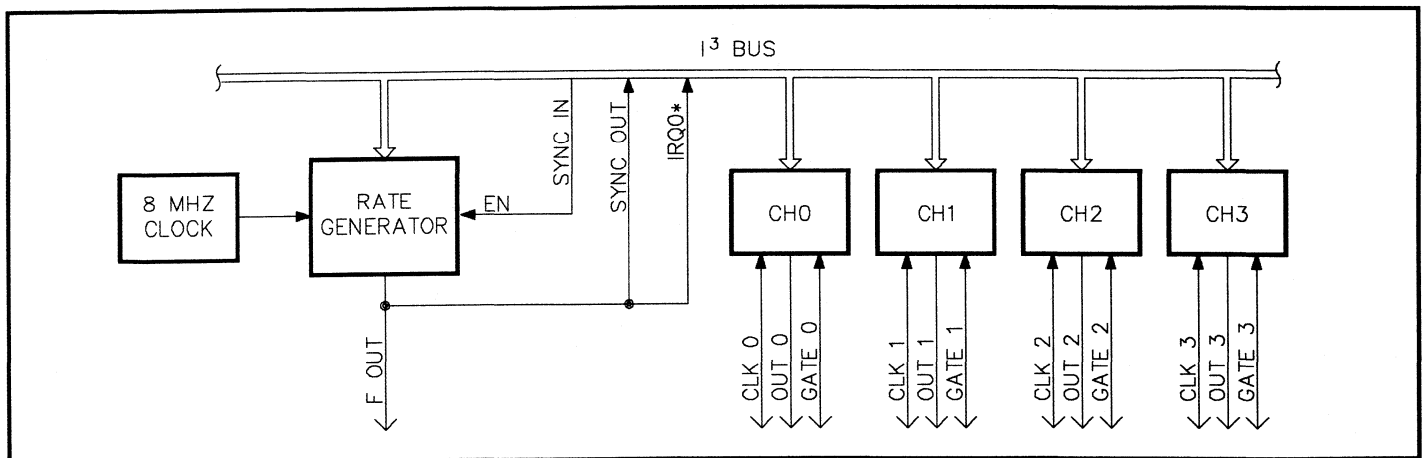 I³ BUS
SYNC IN
SYNC OUT
IRQ0*
8 MHZ
CLOCK
RATE
GENERATOR
EN
CH0
CH1
CH2
CH3
F OUT
CLK 0
OUT 0
GATE 0
CLK 1
OUT 1
GATE 1
CLK 2
OUT 2
GATE 2
CLK 3
OUT 3
GATE 3